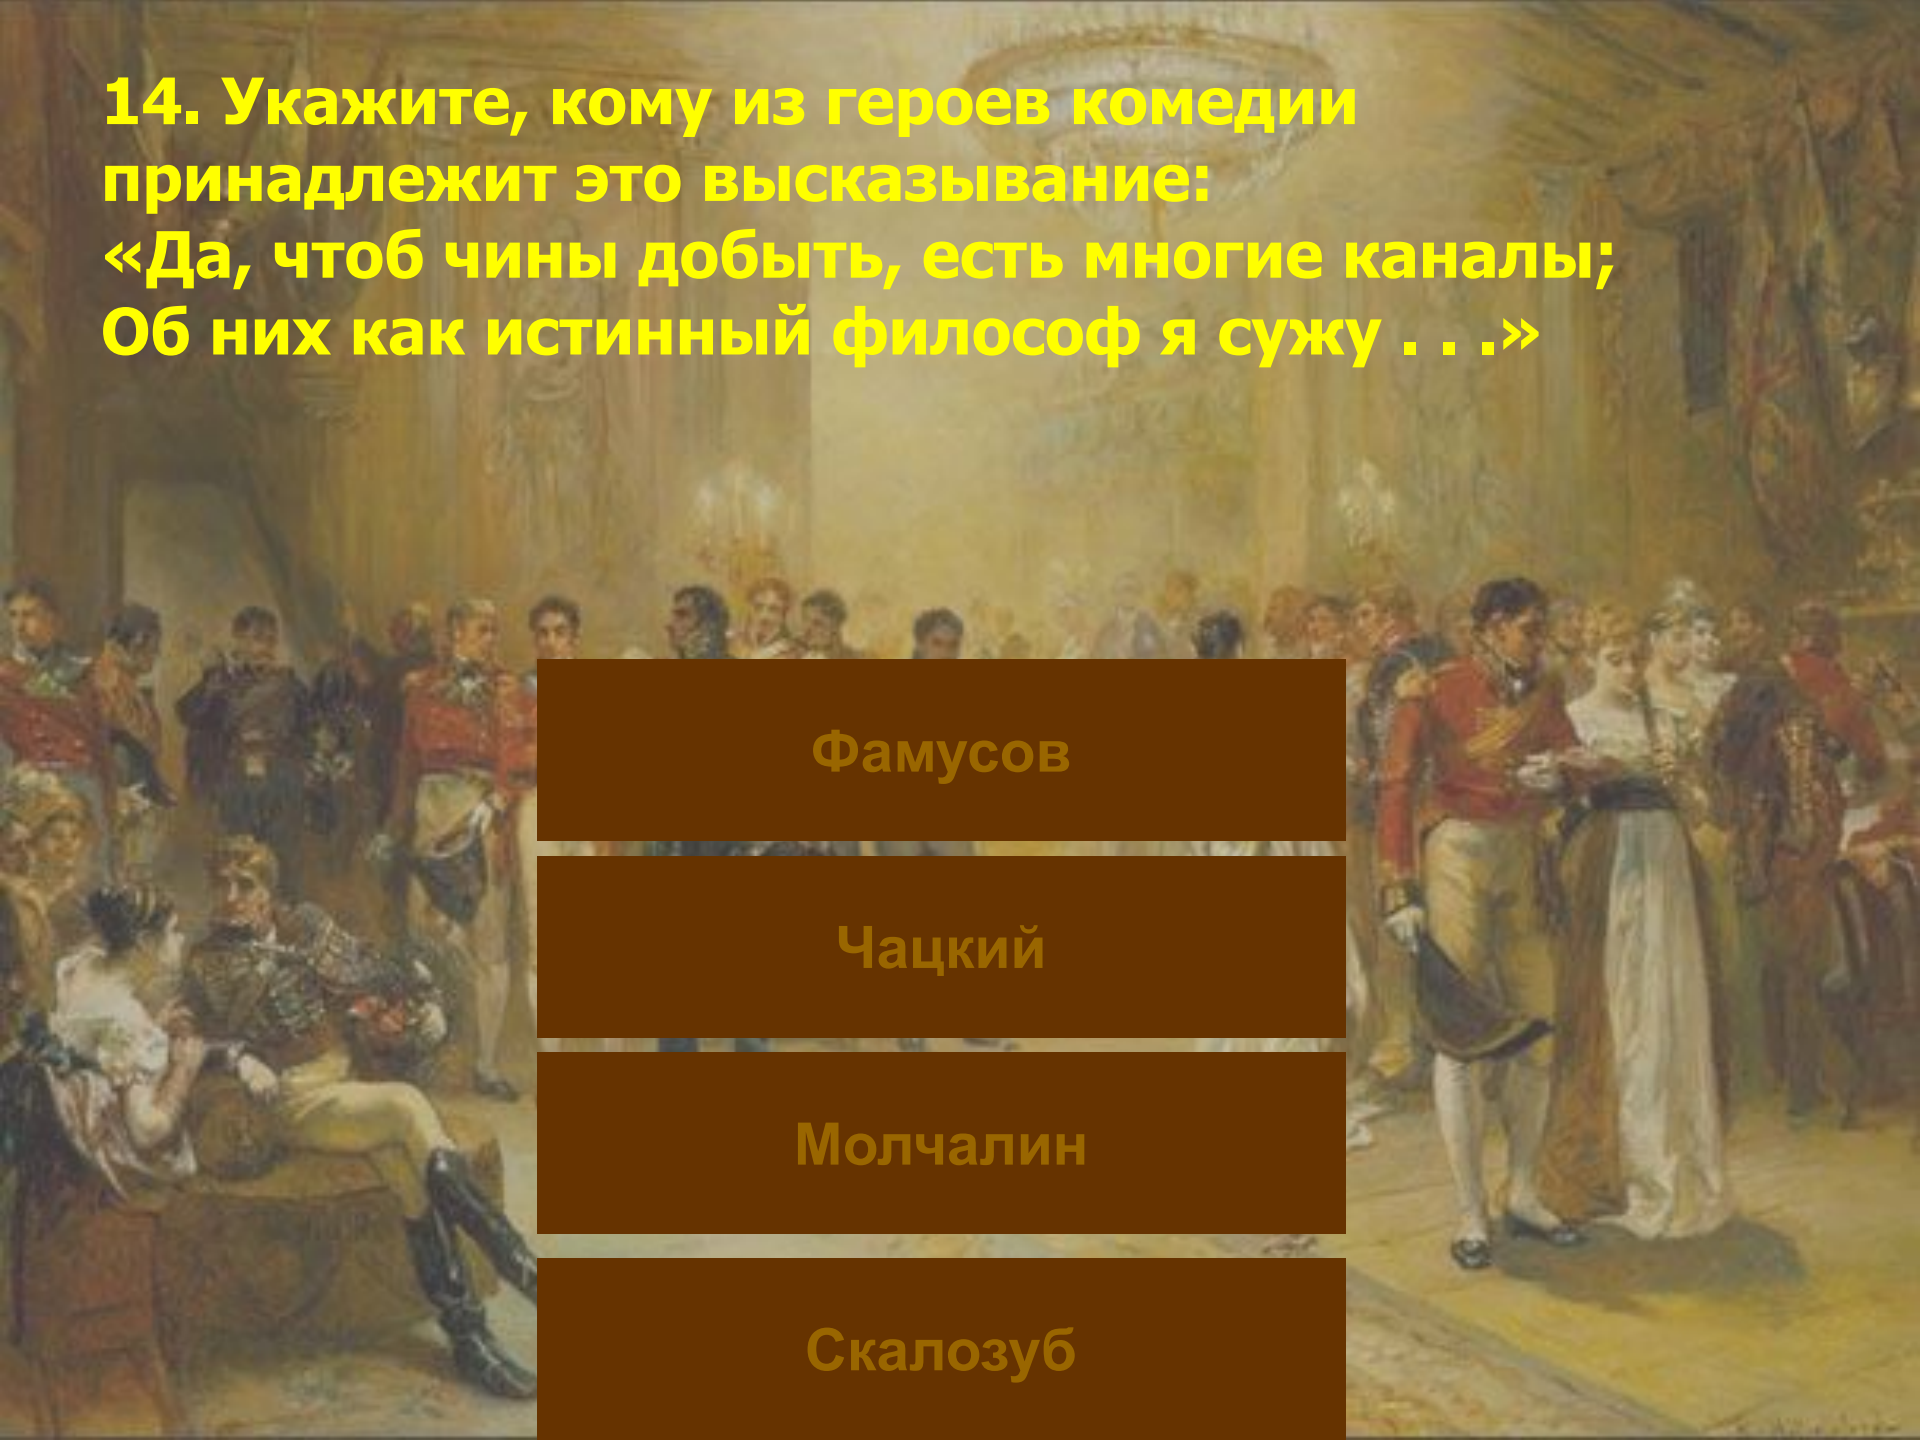 14. Укажите, кому из героев комедии
принадлежит это высказывание:
«Да, чтоб чины добыть, есть многие каналы;
Об них как истинный философ я сужу . . .»
Фамусов
Чацкий
Молчалин
Скалозуб